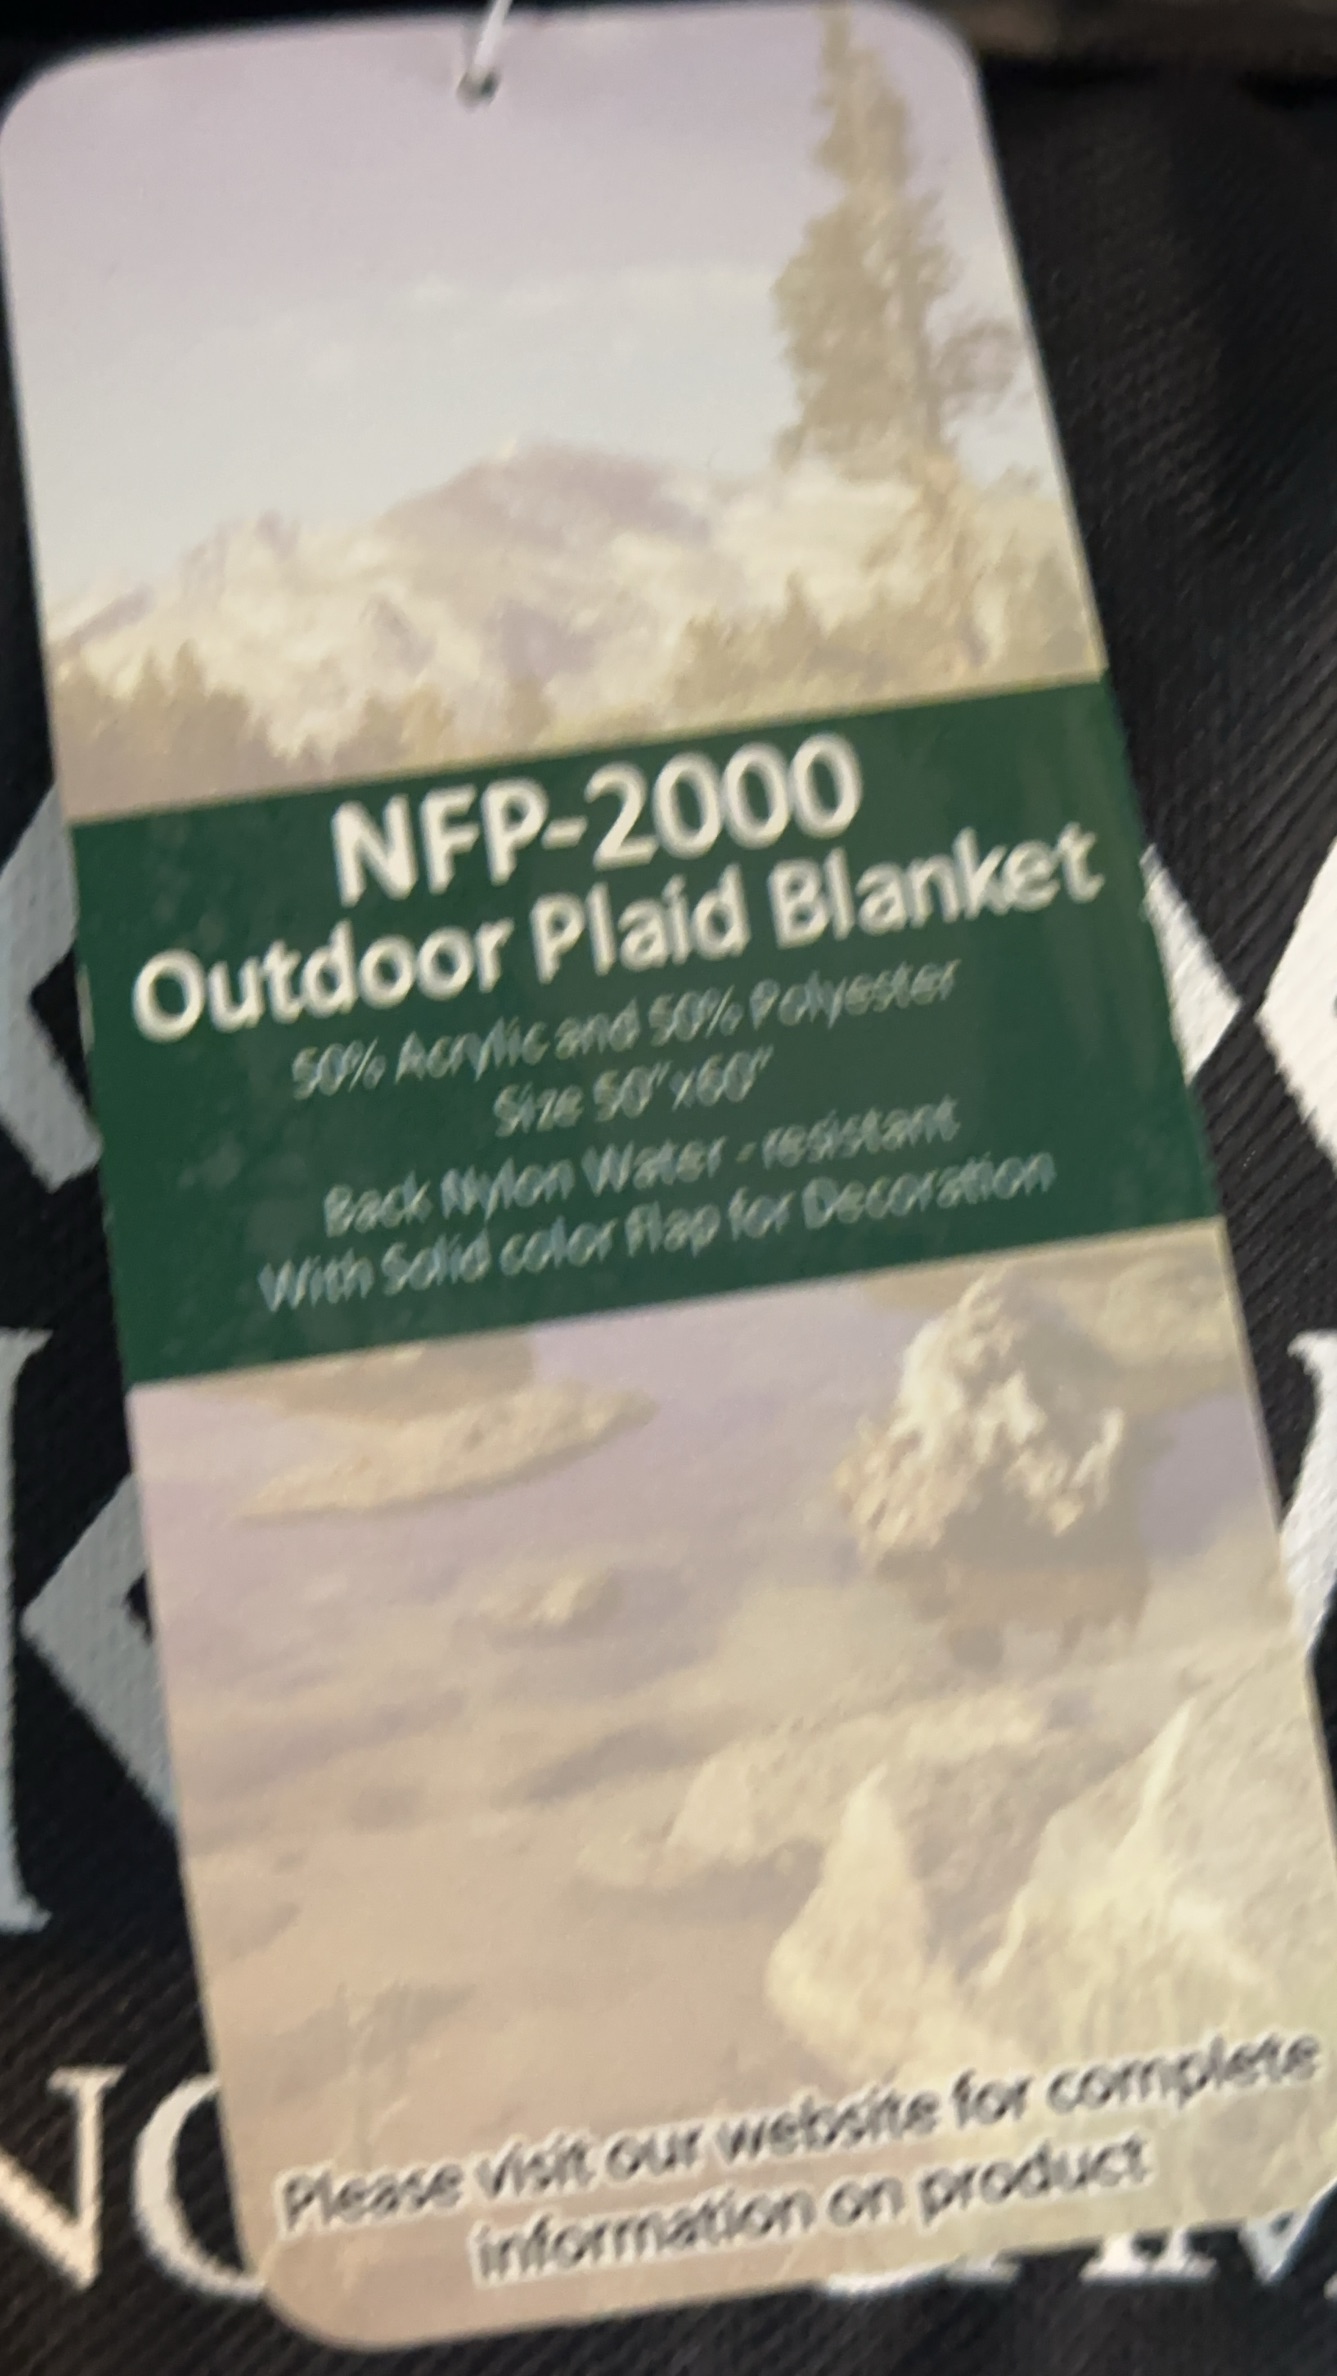 NFP-2000
Outdoor Plaid Blanket
50% Acrylic and 50% Polyester
Size 50"x60"
Back Nylon Water - resistant
With Solid color Flap for Decoration
Please visit our website for complete
information on product